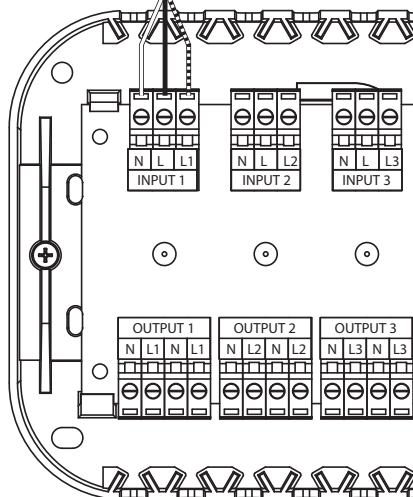 N L L1 N L L2 N L L3
INPUT 1 INPUT 2 INPUT 3
OUTPUT 1 OUTPUT 2 OUTPUT 3
N L1 N L1 N L2 N L2 N L3 N L3